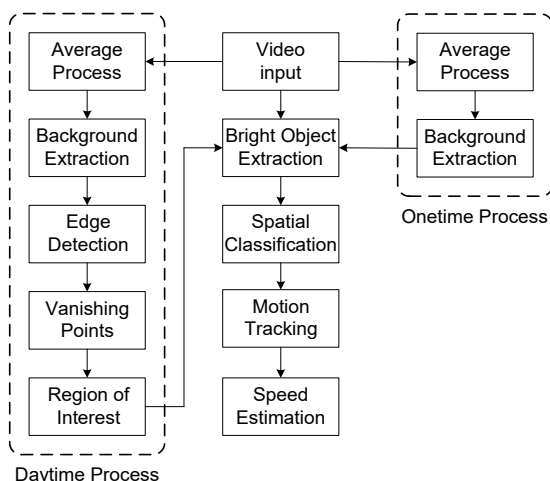 Average
Process
Video
input
Average
Process
Background
Extraction
Bright Object
Extraction
Background
Extraction
Onetime Process
Edge
Detection
Spatial
Classification
Vanishing
Points
Motion
Tracking
Region of
Interest
Speed
Estimation
Daytime Process